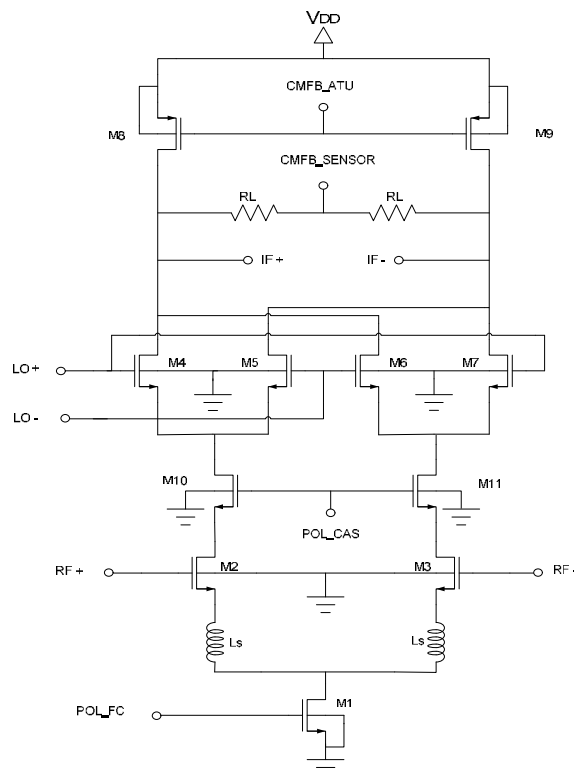 VDD
CMFB_ATU
M8
M9
CMFB_SENSOR
RL
RL
IF+
IF-
LO+
M4
M5
M6
M7
LO-
M10
M11
POL_CAS
RF+
M2
M3
RF-
Ls
Ls
M1
POL_FC